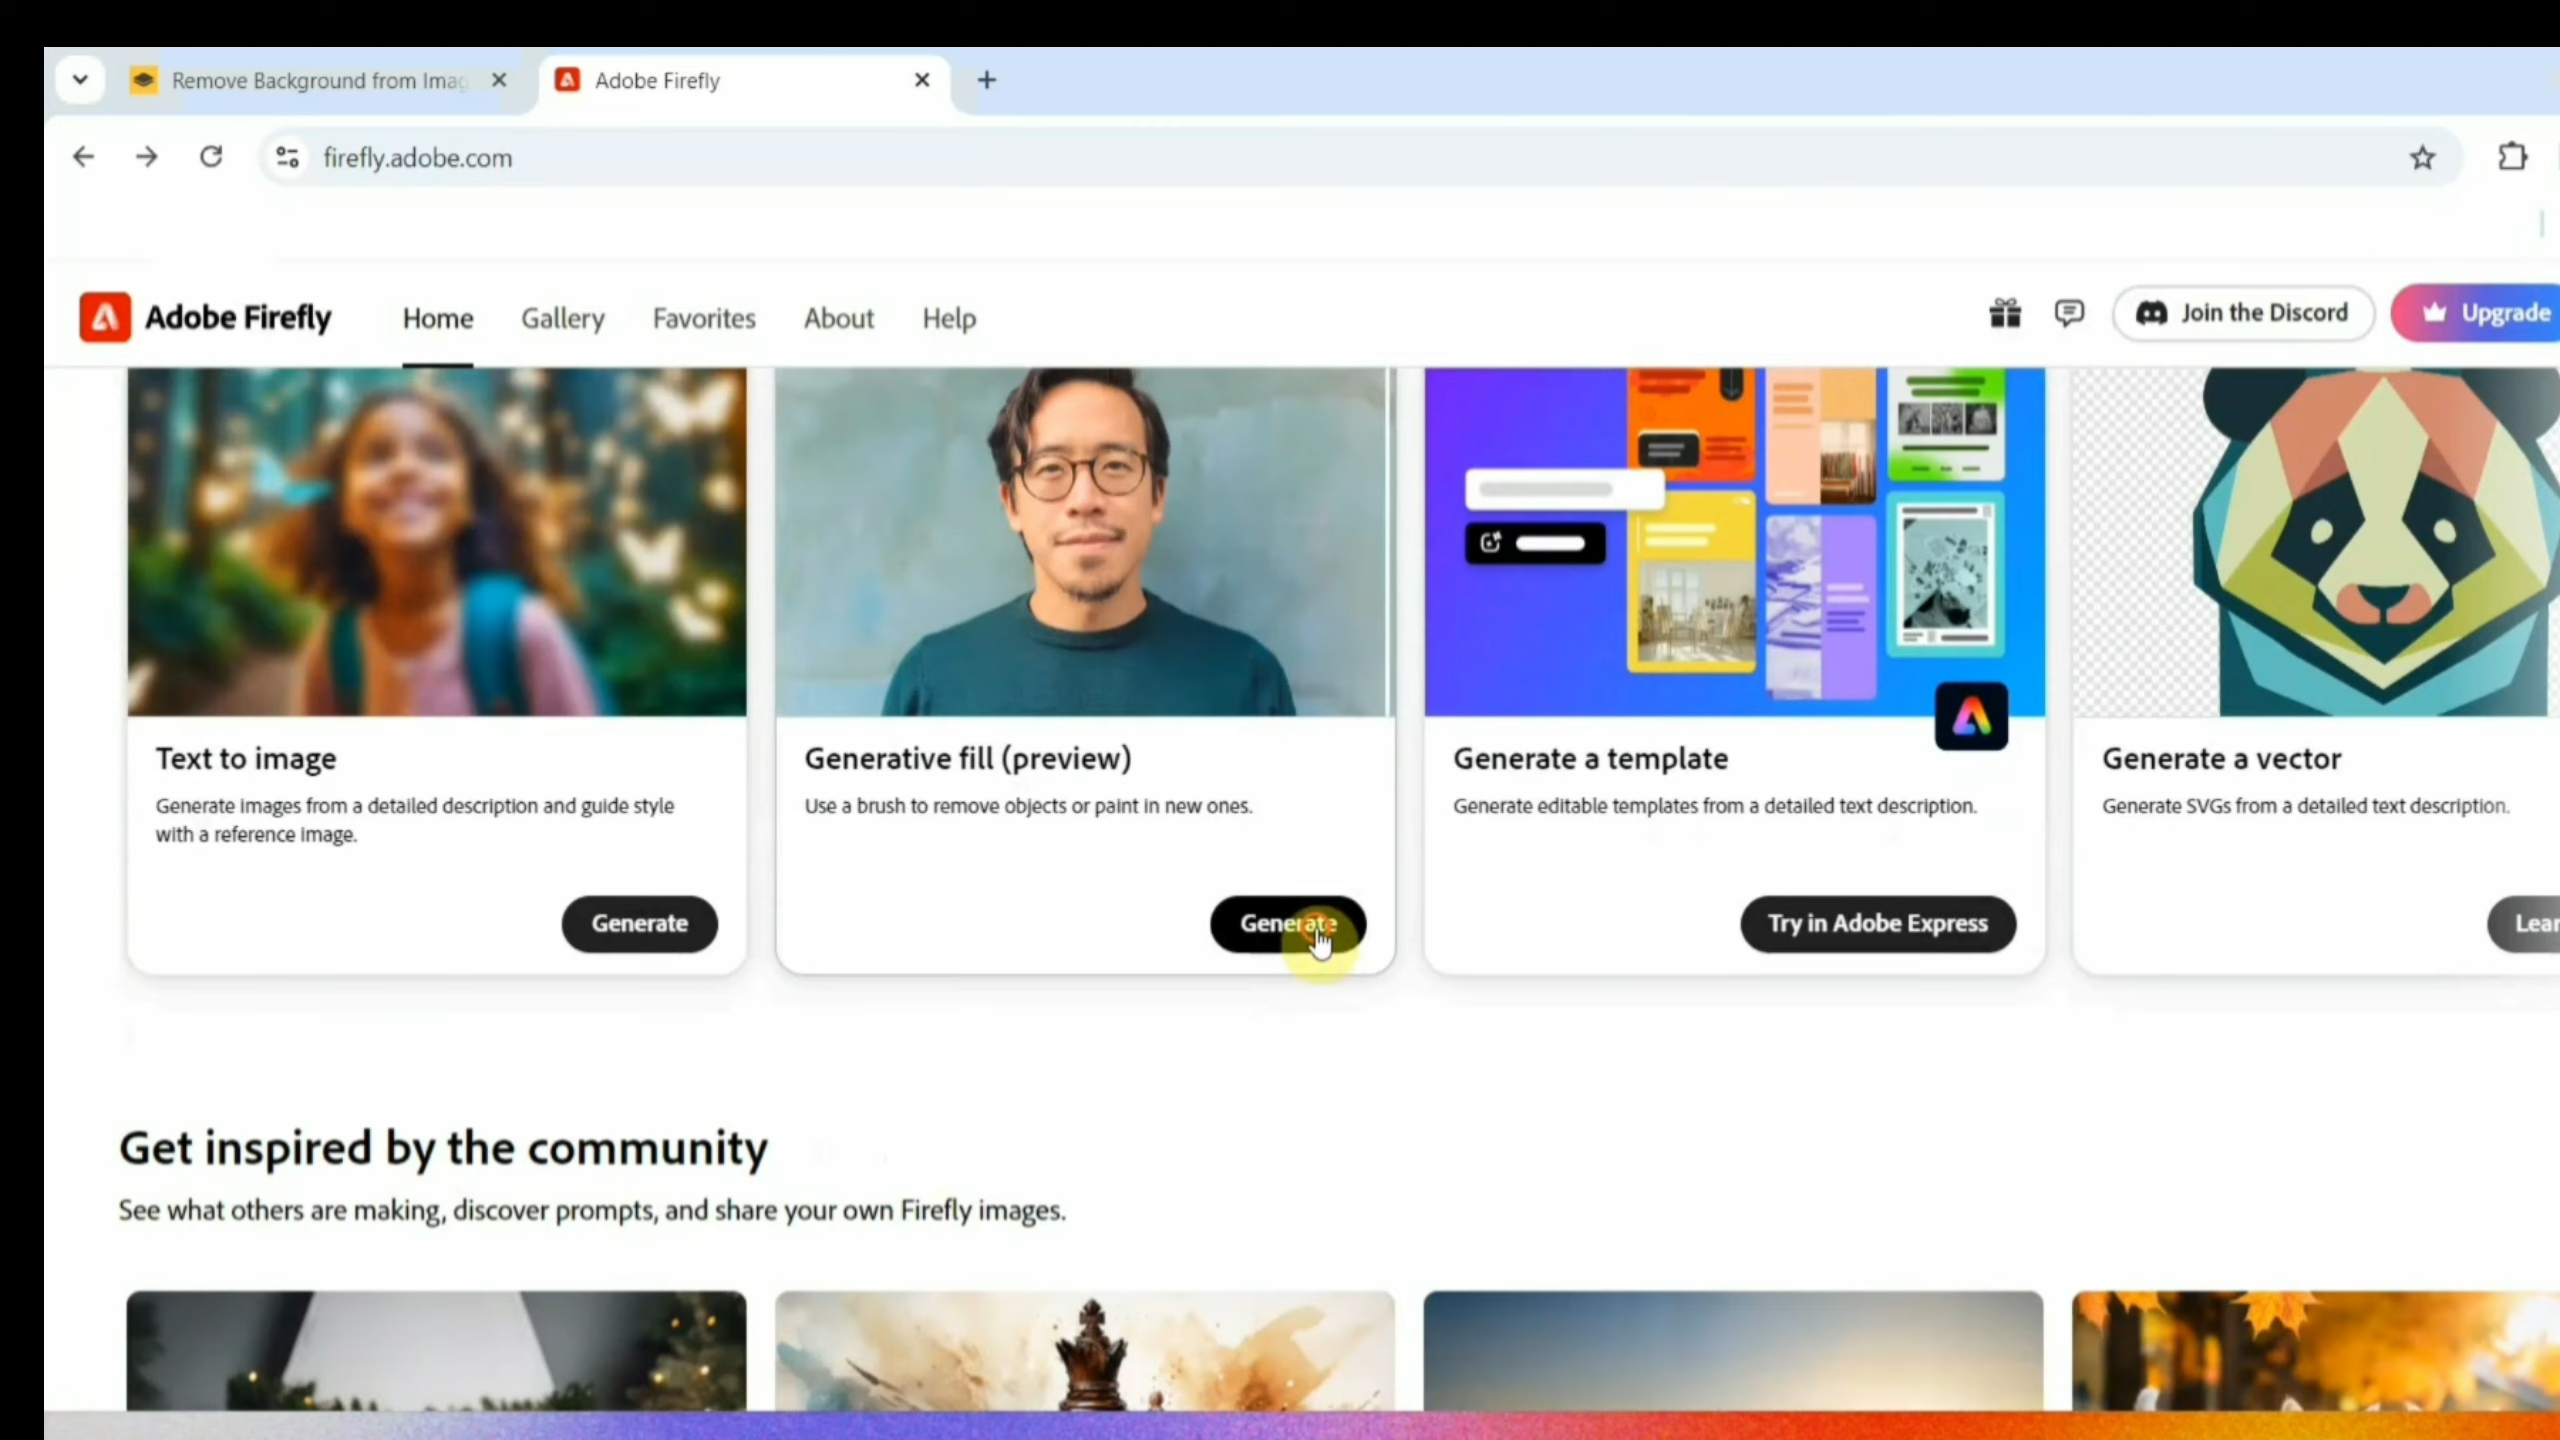 Remove Background from Imag
Adobe Firefly
firefly.adobe.com
Adobe Firefly
Home
Gallery
Favorites
About
Help
Join the Discord
Upgrade
Text to image
Generate images from a detailed description and guide style
with a reference image.
Generate
Generative fill (preview)
Use a brush to remove objects or paint in new ones.
Generate
Generate a template
Generate editable templates from a detailed text description.
Try in Adobe Express
Generate a vector
Generate SVGs from a detailed text description.
Lear
Get inspired by the community
See what others are making, discover prompts, and share your own Firefly images.